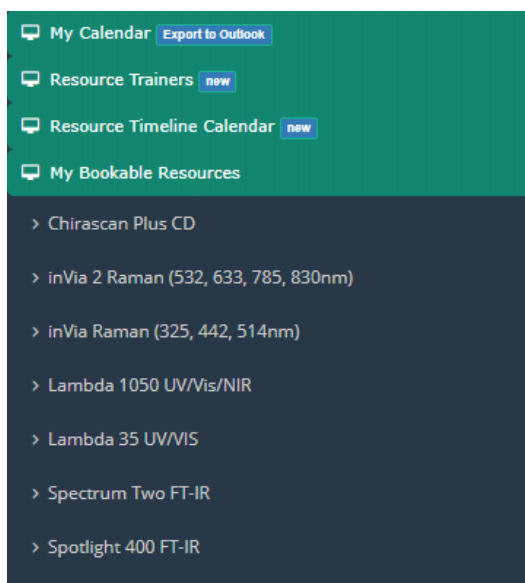 My Calendar Export to Outlook
Resource Trainers new
Resource Timeline Calendar new
My Bookable Resources
Chirascan Plus CD
inVia 2 Raman (532, 633, 785, 830nm)
inVia Raman (325, 442, 514nm)
Lambda 1050 UV/Vis/NIR
Lambda 35 UV/VIS
Spectrum Two FT-IR
Spotlight 400 FT-IR